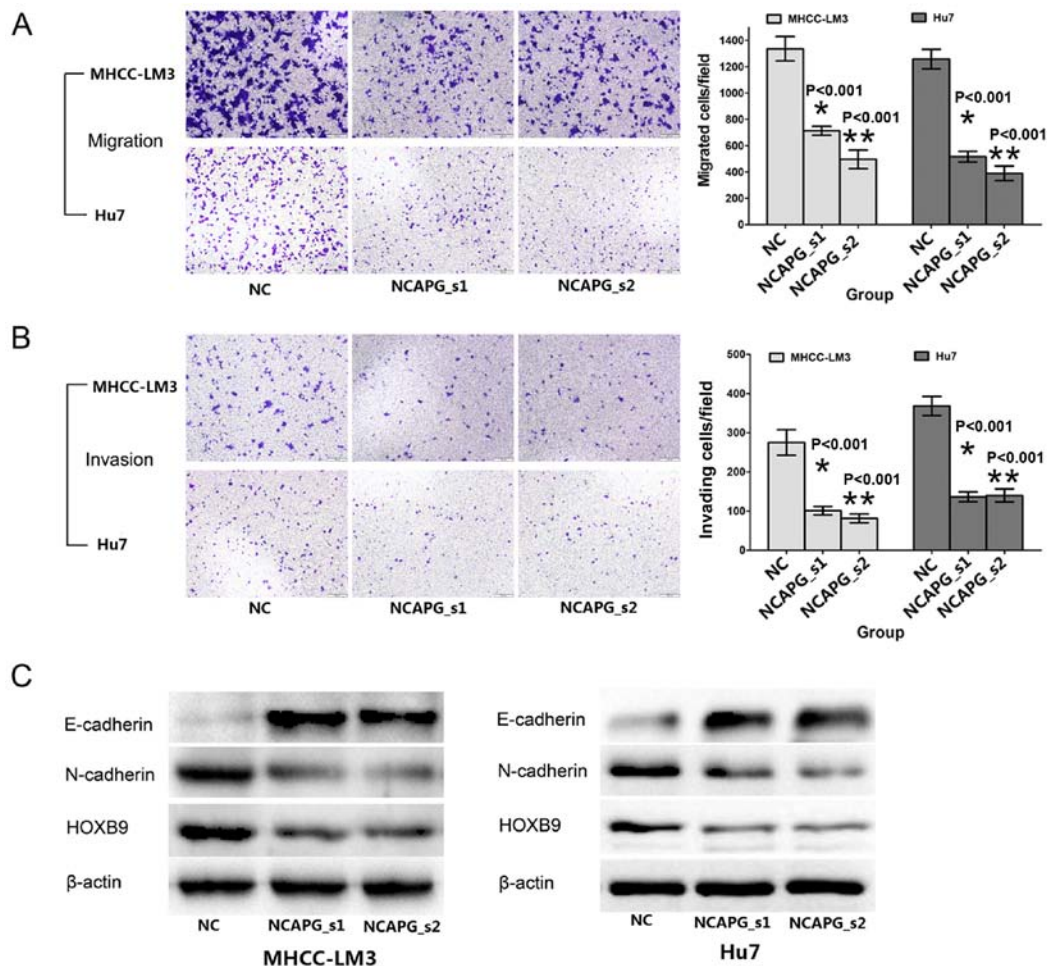 A
MHCC-LM3
Migration
Hu7
NC
NCAPG_s1
NCAPG_s2
MHCC-LM3
Hu7
Migrated cells/field
1400
1200
1000
800
600
400
200
0
P<0.001
*
P<0.001
**
P<0.001
*
P<0.001
**
NC
NCAPG_s1
NCAPG_s2
NC
NCAPG_s1
NCAPG_s2
Group
B
MHCC-LM3
Invasion
Hu7
NC
NCAPG_s1
NCAPG_s2
MHCC-LM3
Hu7
Invading cells/field
500
400
300
200
100
0
P<0.001
*
P<0.001
**
P<0.001
*
P<0.001
**
NC
NCAPG_s1
NCAPG_s2
NC
NCAPG_s1
NCAPG_s2
Group
C
E-cadherin
N-cadherin
HOXB9
β-actin
NC
NCAPG_s1
NCAPG_s2
MHCC-LM3
E-cadherin
N-cadherin
HOXB9
β-actin
NC
NCAPG_s1
NCAPG_s2
Hu7